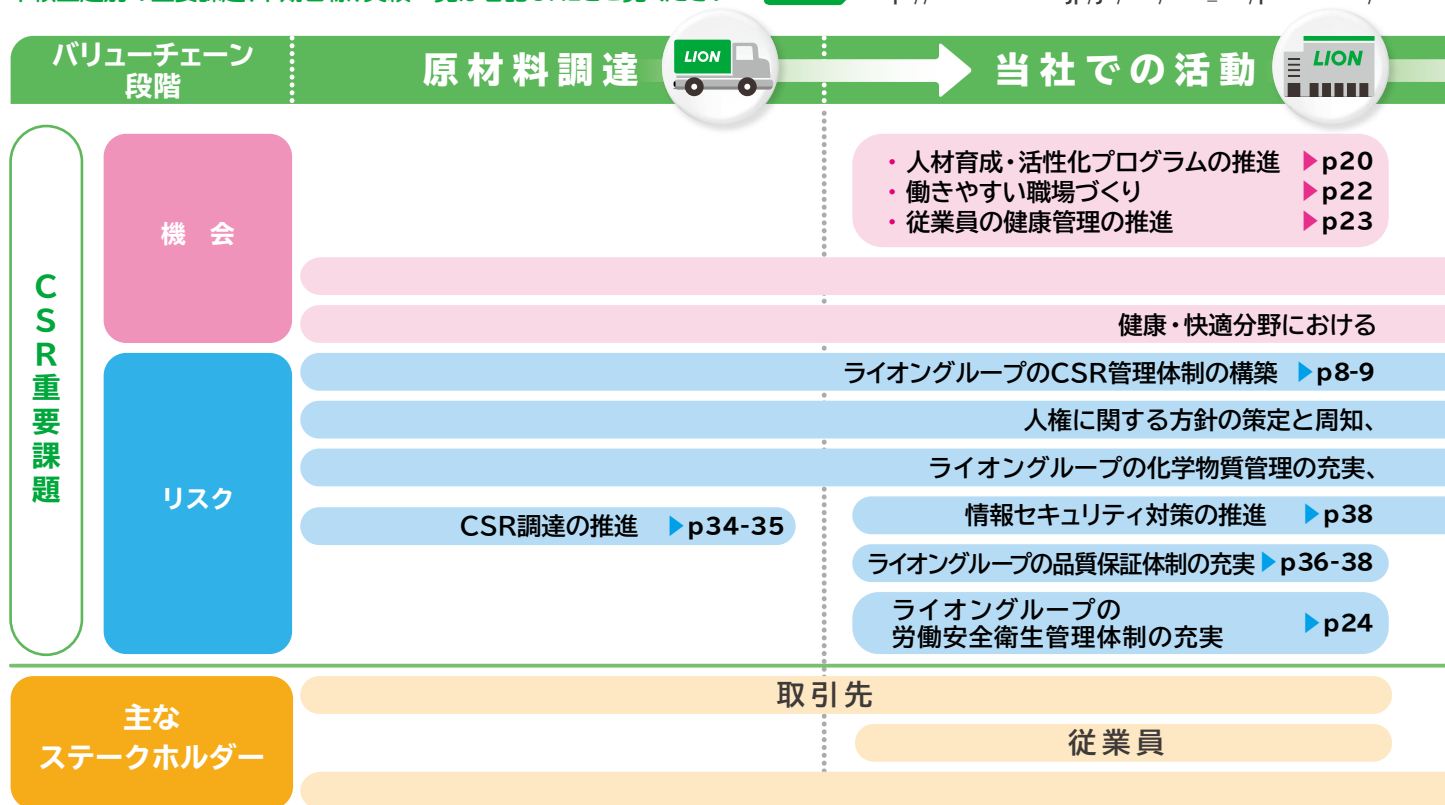 バリューチェーン
段階
原材料調達
LION
当社での活動
LION
CSR重要課題
機 会
・人材育成・活性化プログラムの推進 ▶p20
・働きやすい職場づくり ▶p22
・従業員の健康管理の推進 ▶p23
健康・快適分野における
リスク
ライオングループのCSR管理体制の構築 ▶p8-9
人権に関する方針の策定と周知、
ライオングループの化学物質管理の充実、
CSR調達の推進 ▶p34-35
情報セキュリティ対策の推進 ▶p38
ライオングループの品質保証体制の充実 ▶p36-38
ライオングループの
労働安全衛生管理体制の充実 ▶p24
主な
ステークホルダー
取引先
従業員